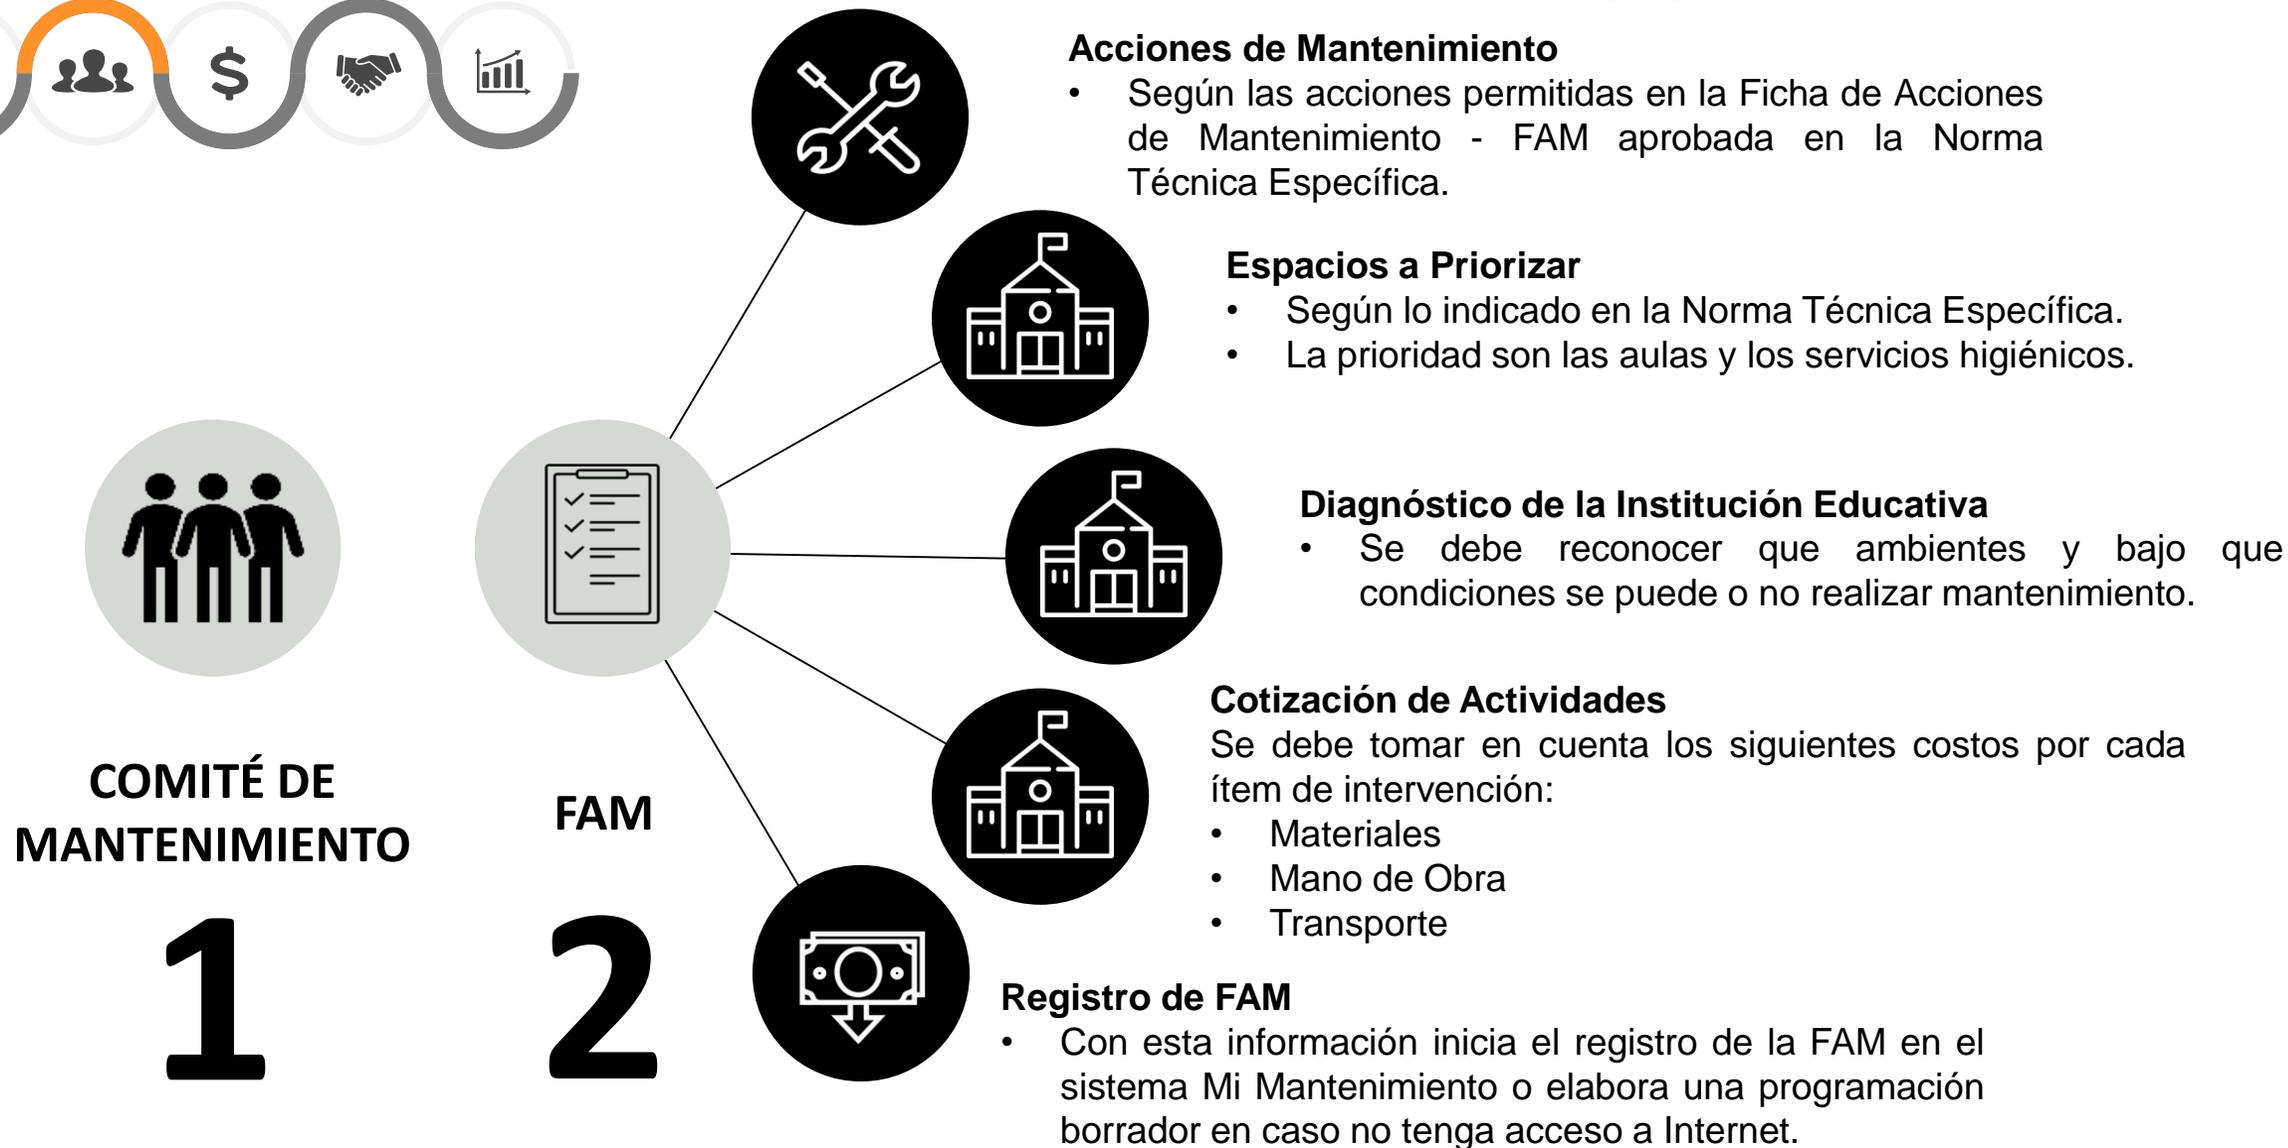 Acciones de Mantenimiento
• Según las acciones permitidas en la Ficha de Acciones
de Mantenimiento - FAM aprobada en la Norma
Técnica Específica.
Espacios a Priorizar
• Según lo indicado en la Norma Técnica Específica.
• La prioridad son las aulas y los servicios higiénicos.
Diagnóstico de la Institución Educativa
• Se debe reconocer que ambientes y bajo que
condiciones se puede o no realizar mantenimiento.
Cotización de Actividades
Se debe tomar en cuenta los siguientes costos por cada
ítem de intervención:
• Materiales
• Mano de Obra
• Transporte
Registro de FAM
• Con esta información inicia el registro de la FAM en el
sistema Mi Mantenimiento o elabora una programación
borrador en caso no tenga acceso a Internet.
COMITÉ DE
MANTENIMIENTO
1
FAM
2